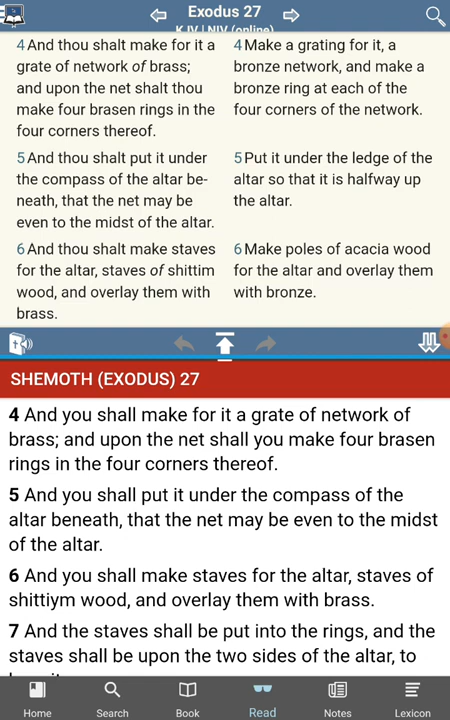 Exodus 27
KJV | NIV (online)
4 And thou shalt make for it a
grate of network of brass;
and upon the net shalt thou
make four brasen rings in the
four corners thereof.
5 And thou shalt put it under
the compass of the altar be-
neath, that the net may be
even to the midst of the altar.
6 And thou shalt make staves
for the altar, staves of shittim
wood, and overlay them with
brass.
4 Make a grating for it, a
bronze network, and make a
bronze ring at each of the
four corners of the network.
5 Put it under the ledge of the
altar so that it is halfway up
the altar.
6 Make poles of acacia wood
for the altar and overlay them
with bronze.
SHEMOTH (EXODUS) 27
4 And you shall make for it a grate of network of
brass; and upon the net shall you make four brasen
rings in the four corners thereof.
5 And you shall put it under the compass of the
altar beneath, that the net may be even to the midst
of the altar.
6 And you shall make staves for the altar, staves of
shittiym wood, and overlay them with brass.
7 And the staves shall be put into the rings, and the
staves shall be upon the two sides of the altar, to
Home
Search
Book
Read
Notes
Lexicon